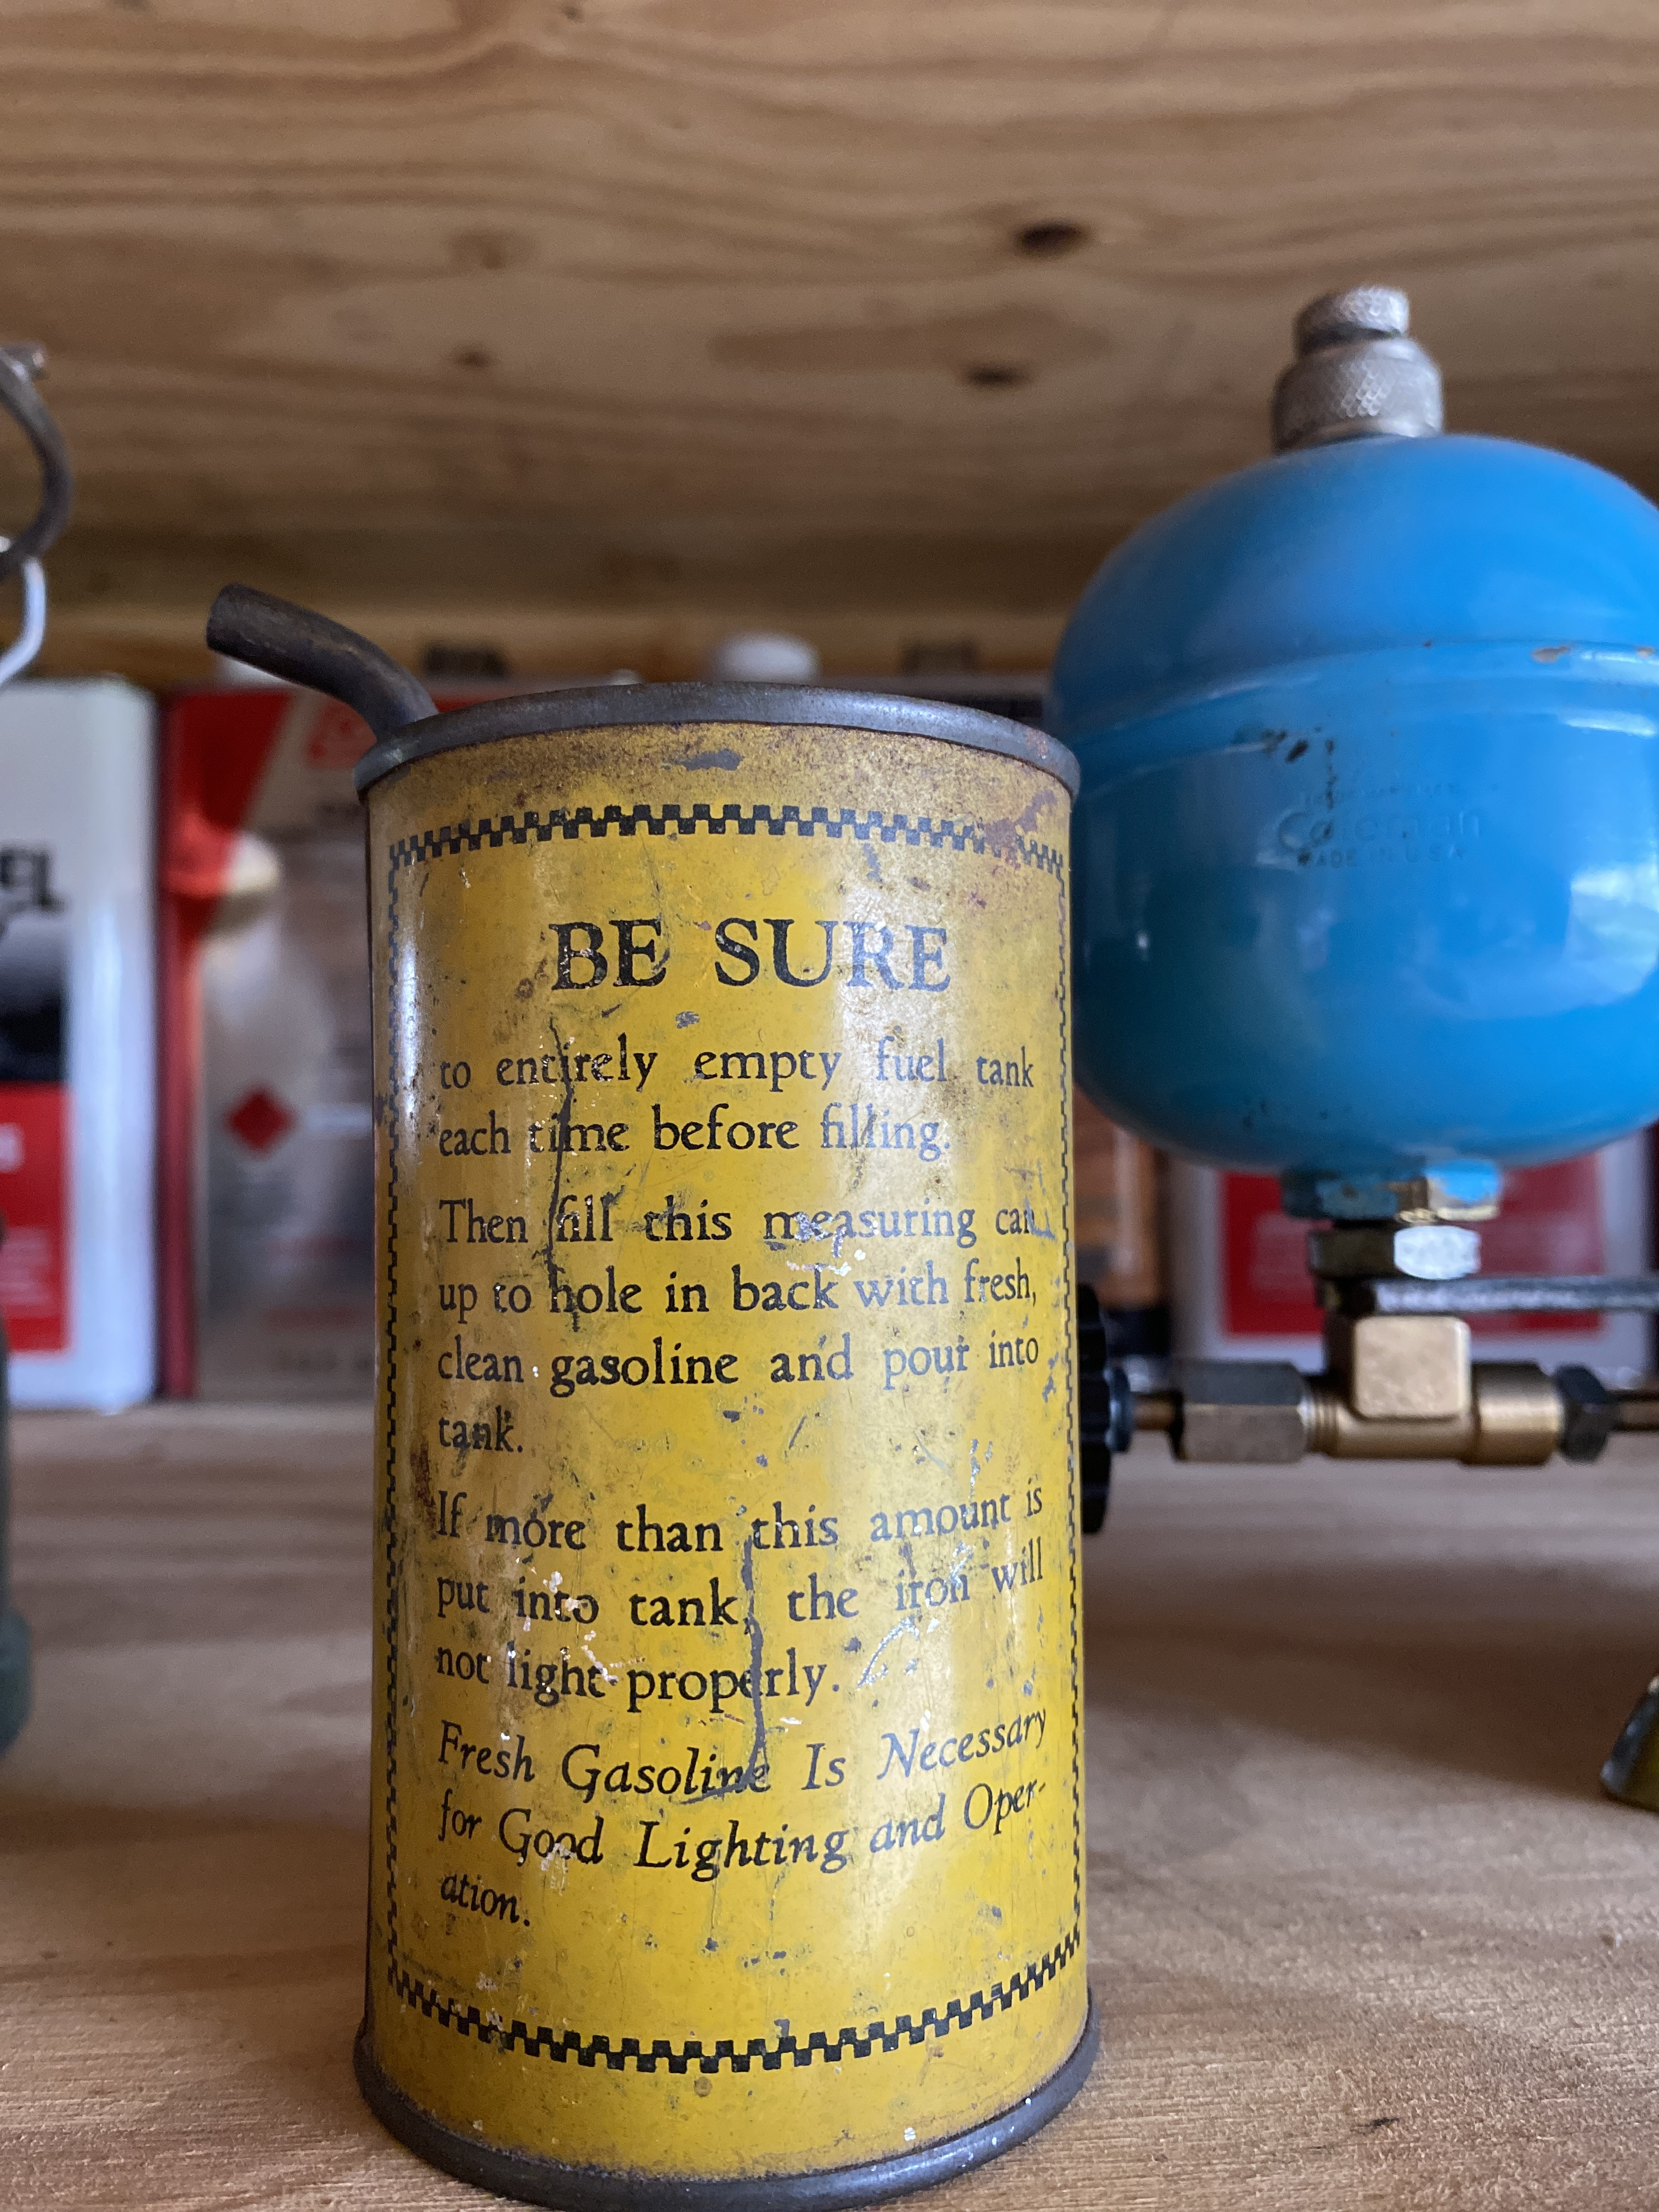 BE SURE
to entirely empty fuel tank
each time before filling.
Then fill this measuring can
up to hole in back with fresh,
clean gasoline and pour into
tank.
If more than this amount is
put into tank, the iron will
not light properly.
Fresh Gasoline Is Necessary
for Good Lighting and Oper-
ation.
Coleman
MADE IN U.S.A.